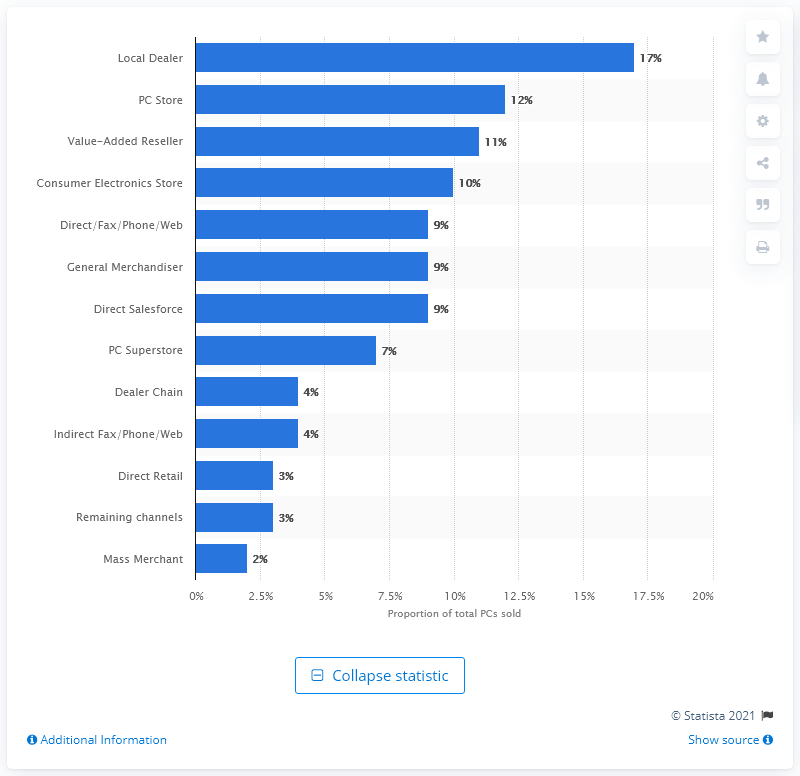 Local Dealer 17%
PC Store 12%
Value-Added Reseller 11%
Consumer Electronics Store 10%
Direct/Fax/Phone/Web 9%
General Merchandiser 9%
Direct Salesforce 9%
PC Superstore 7%
Dealer Chain 4%
Indirect Fax/Phone/Web 4%
Direct Retail 3%
Remaining channels 3%
Mass Merchant 2%
0% 2.5% 5% 7.5% 10% 12.5% 15% 17.5% 20%
Proportion of total PCs sold
Collapse statistic
© Statista 2021
Additional Information Show source